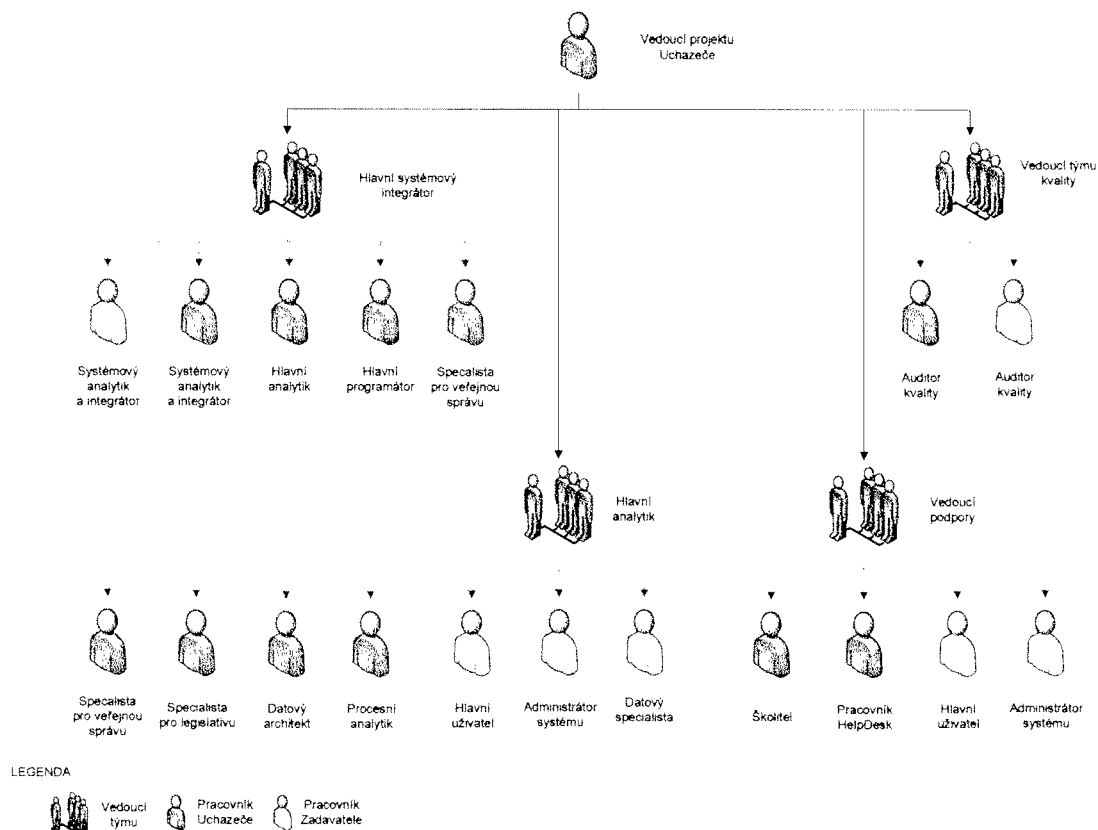 Vedoucí projektu
Uchazeče
Hlavní systémový
integrátor
Vedoucí týmu
kvality
Systémový
analytik
a integrátor
Systémový
analytik
a integrátor
Hlavní
analytik
Hlavní
programátor
Specalista
pro veřejnou
správu
Auditor
kvality
Auditor
kvality
Hlavní
analytik
Vedoucí
podpory
Specalista
pro veřejnou
správu
Specialista
pro legislativu
Datový
architekt
Procesní
analytik
Hlavní
uživatel
Administrátor
systému
Datový
specialista
Školitel
Pracovník
HelpDesk
Hlavní
uživatel
Administrátor
systému
LEGENDA
Vedoucí
týmu
Pracovník
Uchazeče
Pracovník
Zadavatele